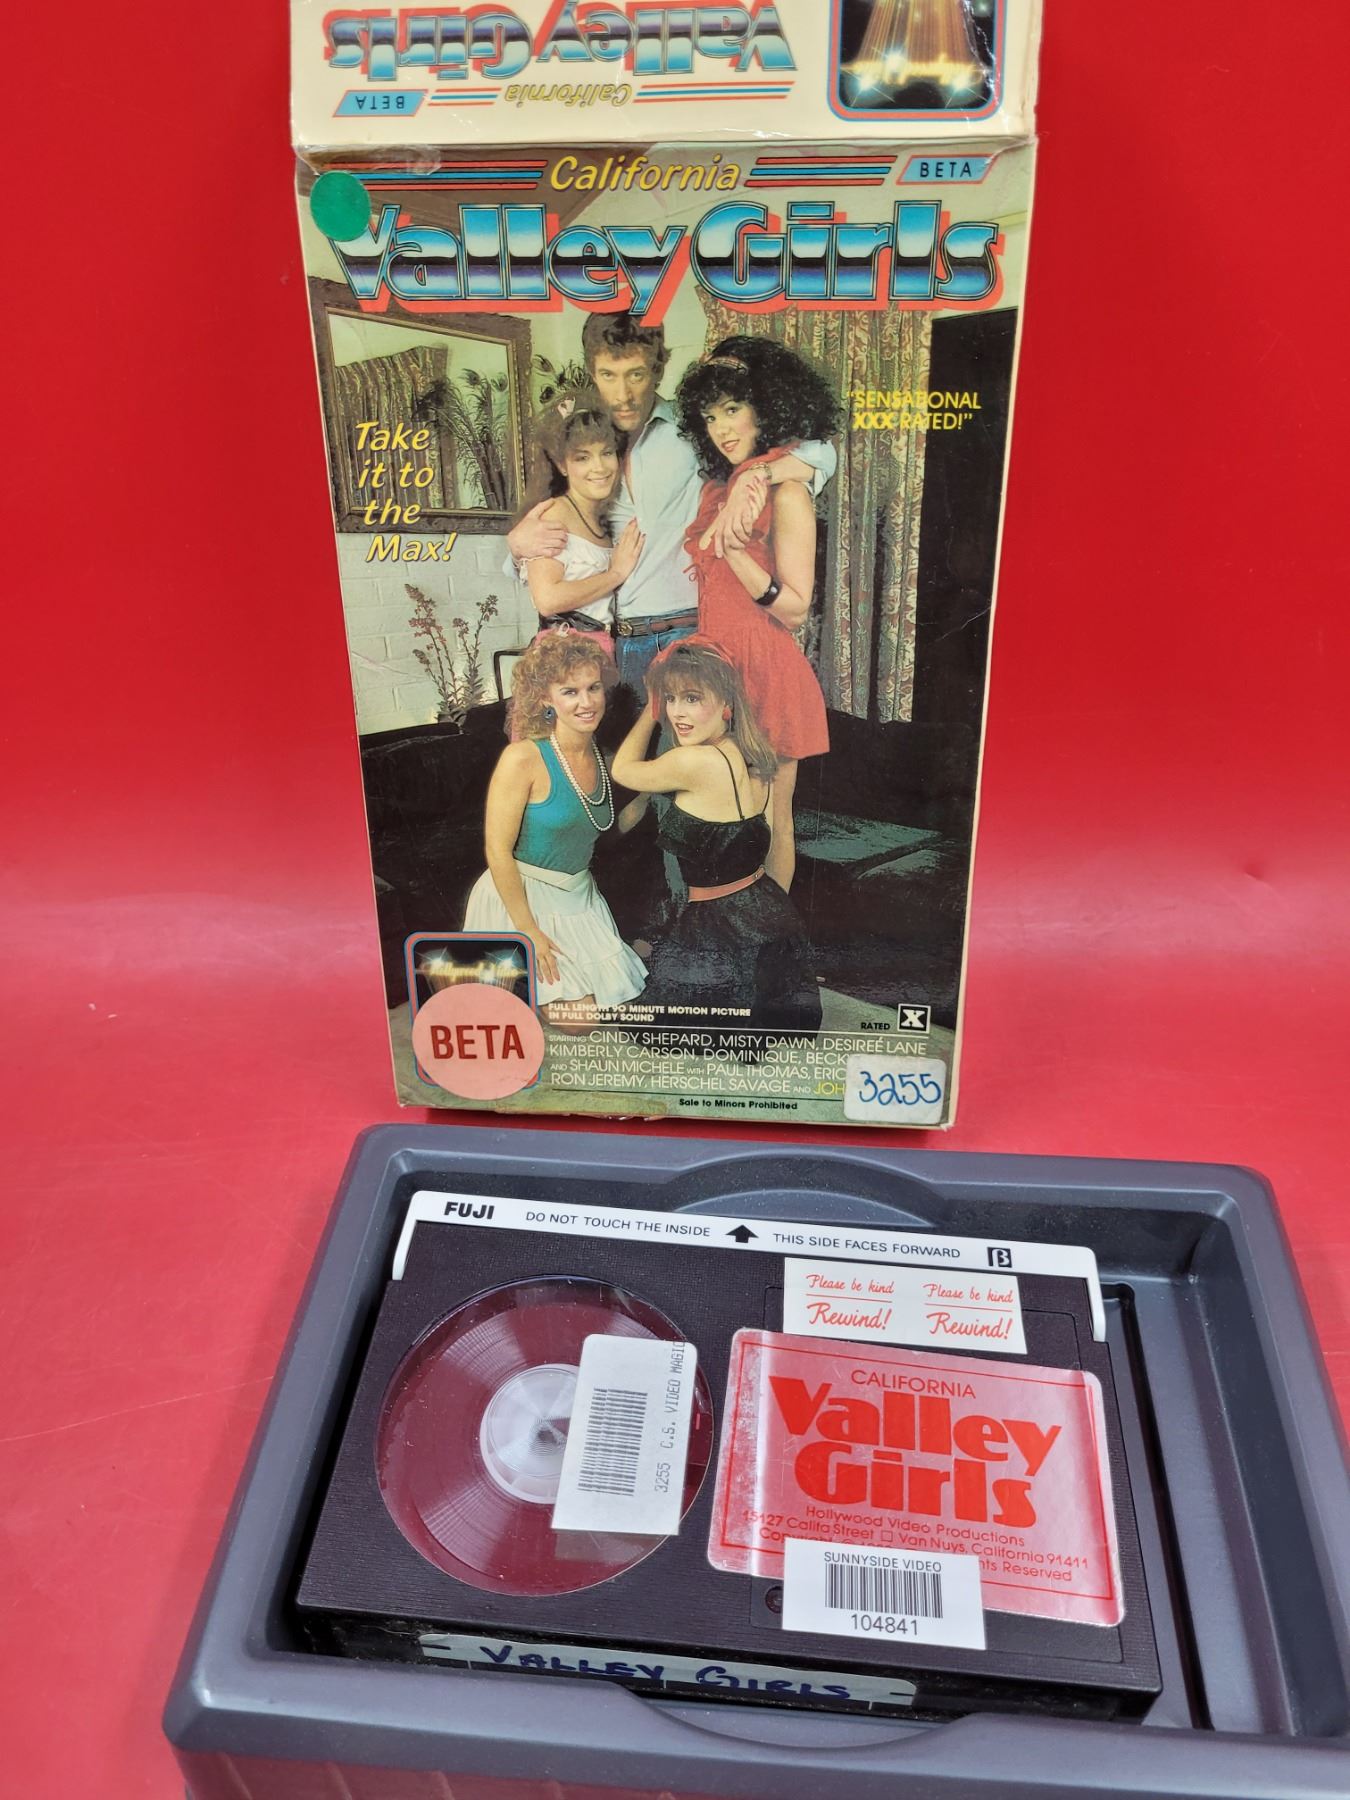 Valley Girls
California
BETA
California
BETA
Valley Girls
"SENSATIONAL
XXX RATED!"
Take
it to
the
Max!
FULL LENGTH 90 MINUTE MOTION PICTURE
IN FULL DOLBY SOUND
RATED X
STARRING CINDY SHEPARD, MISTY DAWN, DESIREÉ LANE
KIMBERLY CARSON, DOMINIQUE,
AND SHAUN MICHELE WITH PAUL THOMAS,
RON JEREMY, HERSCHEL SAVAGE AND
Sale to Minors Prohibited
BETA
3255
FUJI DO NOT TOUCH THE INSIDE THIS SIDE FACES FORWARD β
Please be kind Please be kind
Rewind! Rewind!
3255 C.S. VIDEO MAGIC
CALIFORNIA
Valley
Girls
Hollywood Video Productions
15127 Califa Street □ Van Nuys, California 91411
Reserved
SUNNYSIDE VIDEO
104841
- VALLEY GIRLS -